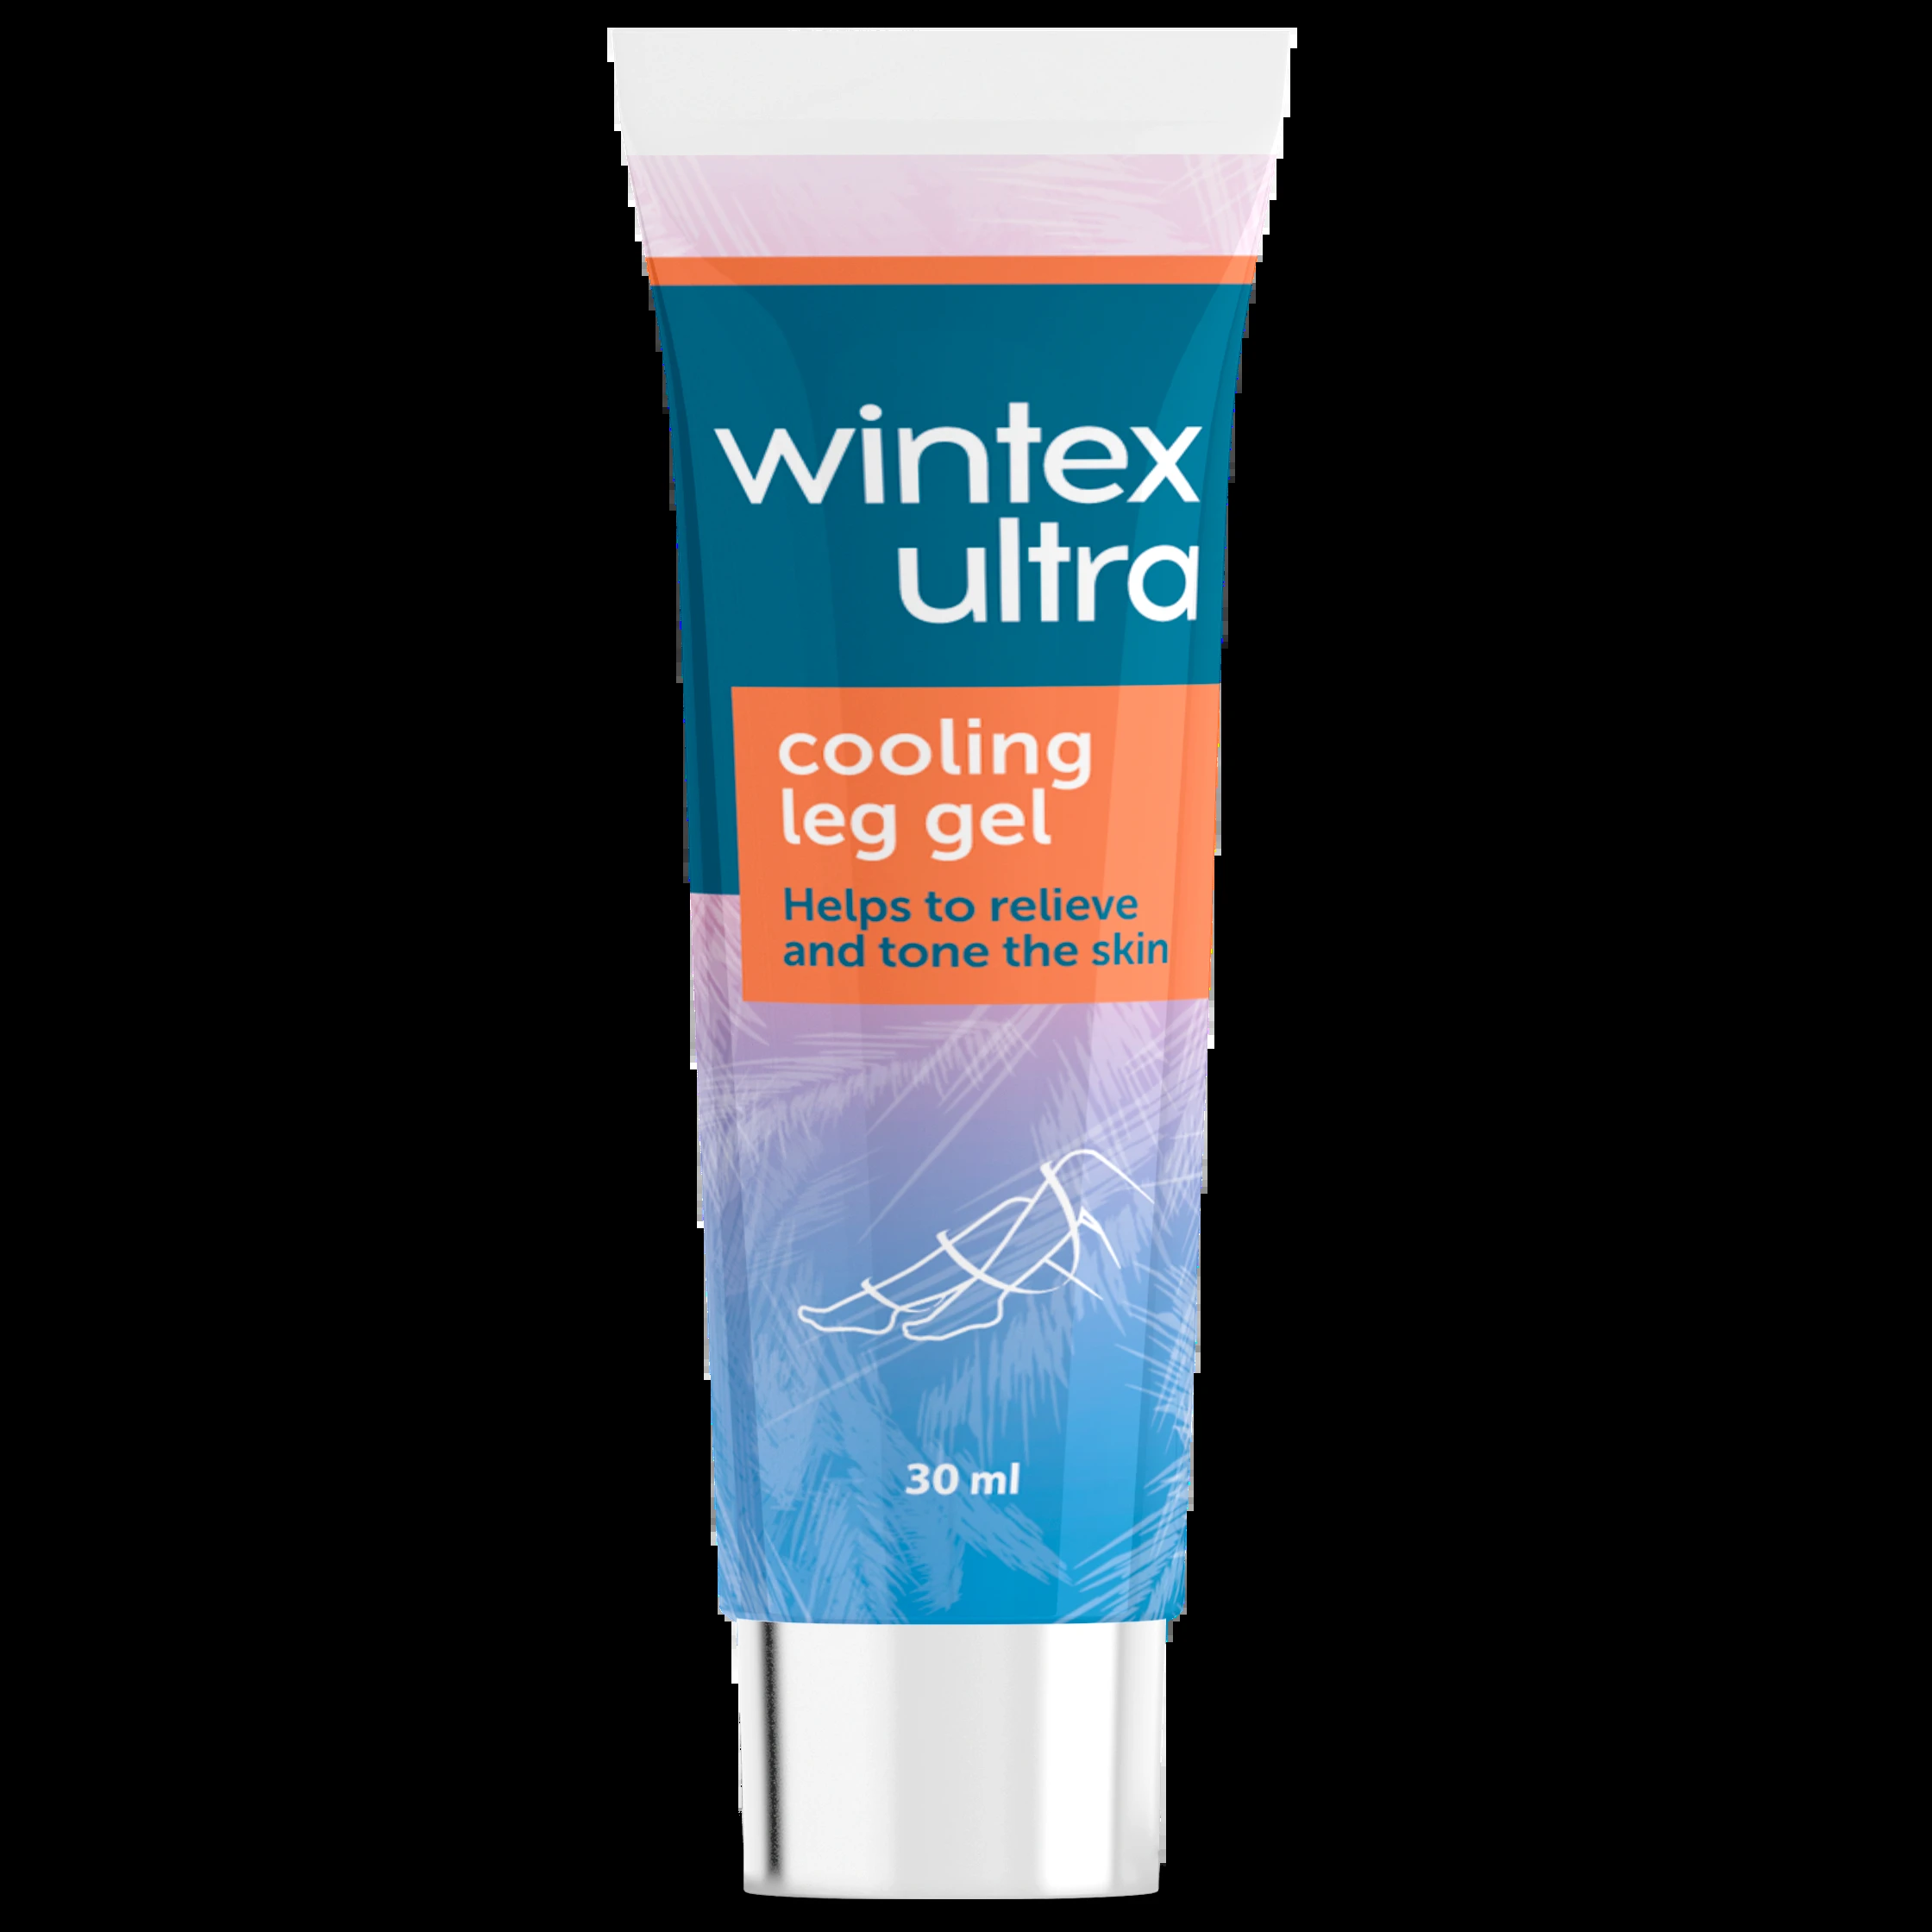 wintex
ultra
cooling
leg gel
Helps to relieve
and tone the skin
30 ml